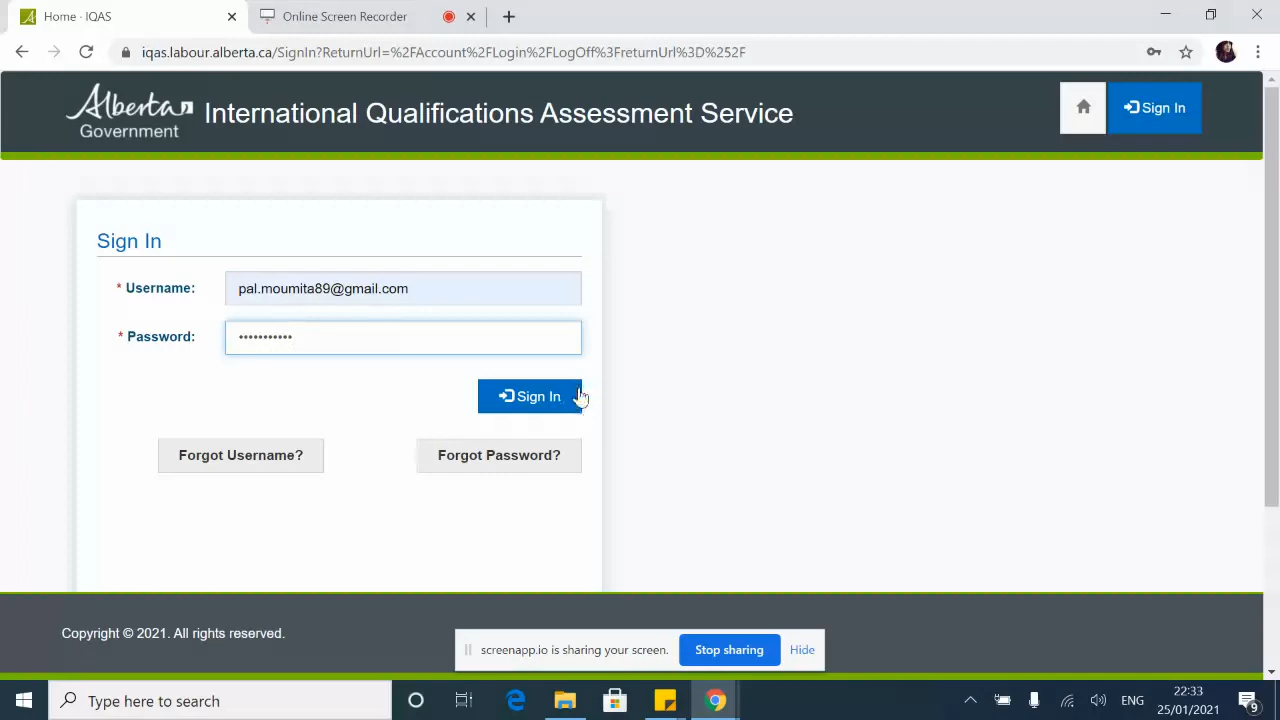 Home - IQAS
Online Screen Recorder
iqas.labour.alberta.ca/SignIn?ReturnUrl=%2FAccount%2FLogin%2FLogOff%3FreturnUrl%3D%252F
Alberta
Government
International Qualifications Assessment Service
Sign In
Sign In
* Username:
pal.moumita89@gmail.com
* Password:
•••••••••••
Sign In
Forgot Username?
Forgot Password?
Copyright © 2021. All rights reserved.
screenapp.io is sharing your screen.
Stop sharing
Hide
Type here to search
ENG
22:33
25/01/2021
9